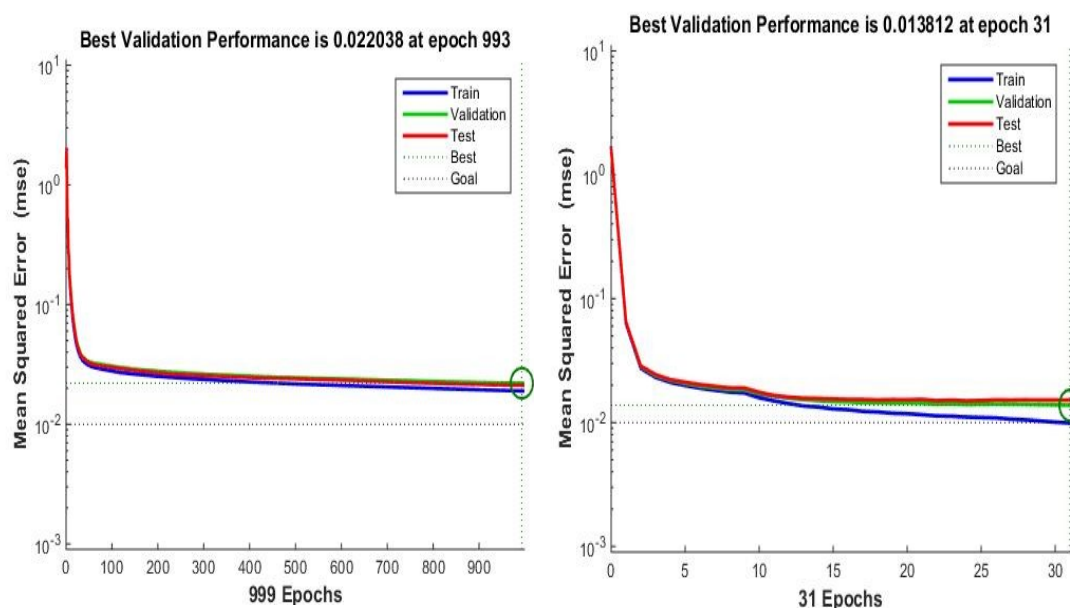 Best Validation Performance is 0.022038 at epoch 993
Mean Squared Error (mse)
10^1
10^0
10^-1
10^-2
10^-3
Train
Validation
Test
Best
Goal
0 100 200 300 400 500 600 700 800 900
999 Epochs
Best Validation Performance is 0.013812 at epoch 31
Mean Squared Error (mse)
10^1
10^0
10^-1
10^-2
10^-3
Train
Validation
Test
Best
Goal
0 5 10 15 20 25 30
31 Epochs